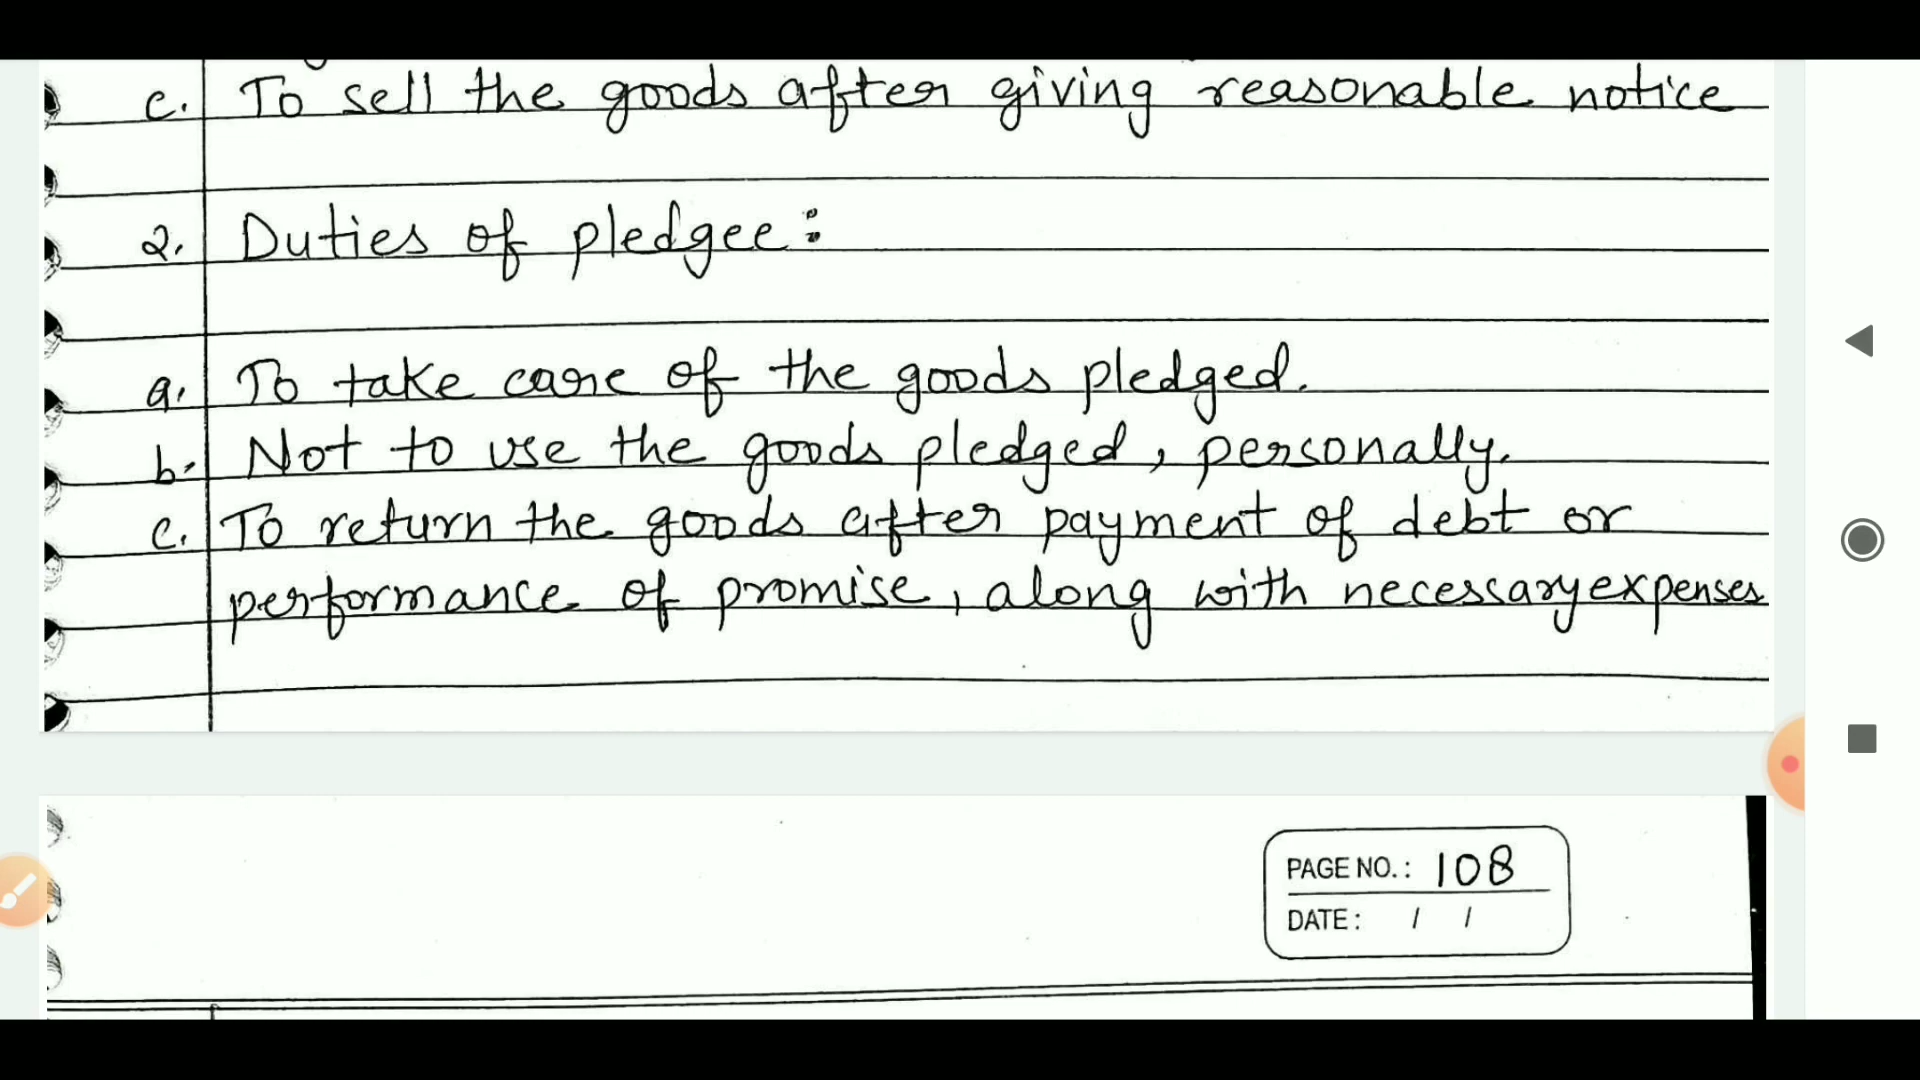 c. To sell the goods after giving reasonable notice
2. Duties of pledgee:
a. To take care of the goods pledged.
b. Not to use the goods pledged, personally.
c. To return the goods after payment of debt or
performance of promise, along with necessary expenses
PAGE NO.: 108
DATE: / /